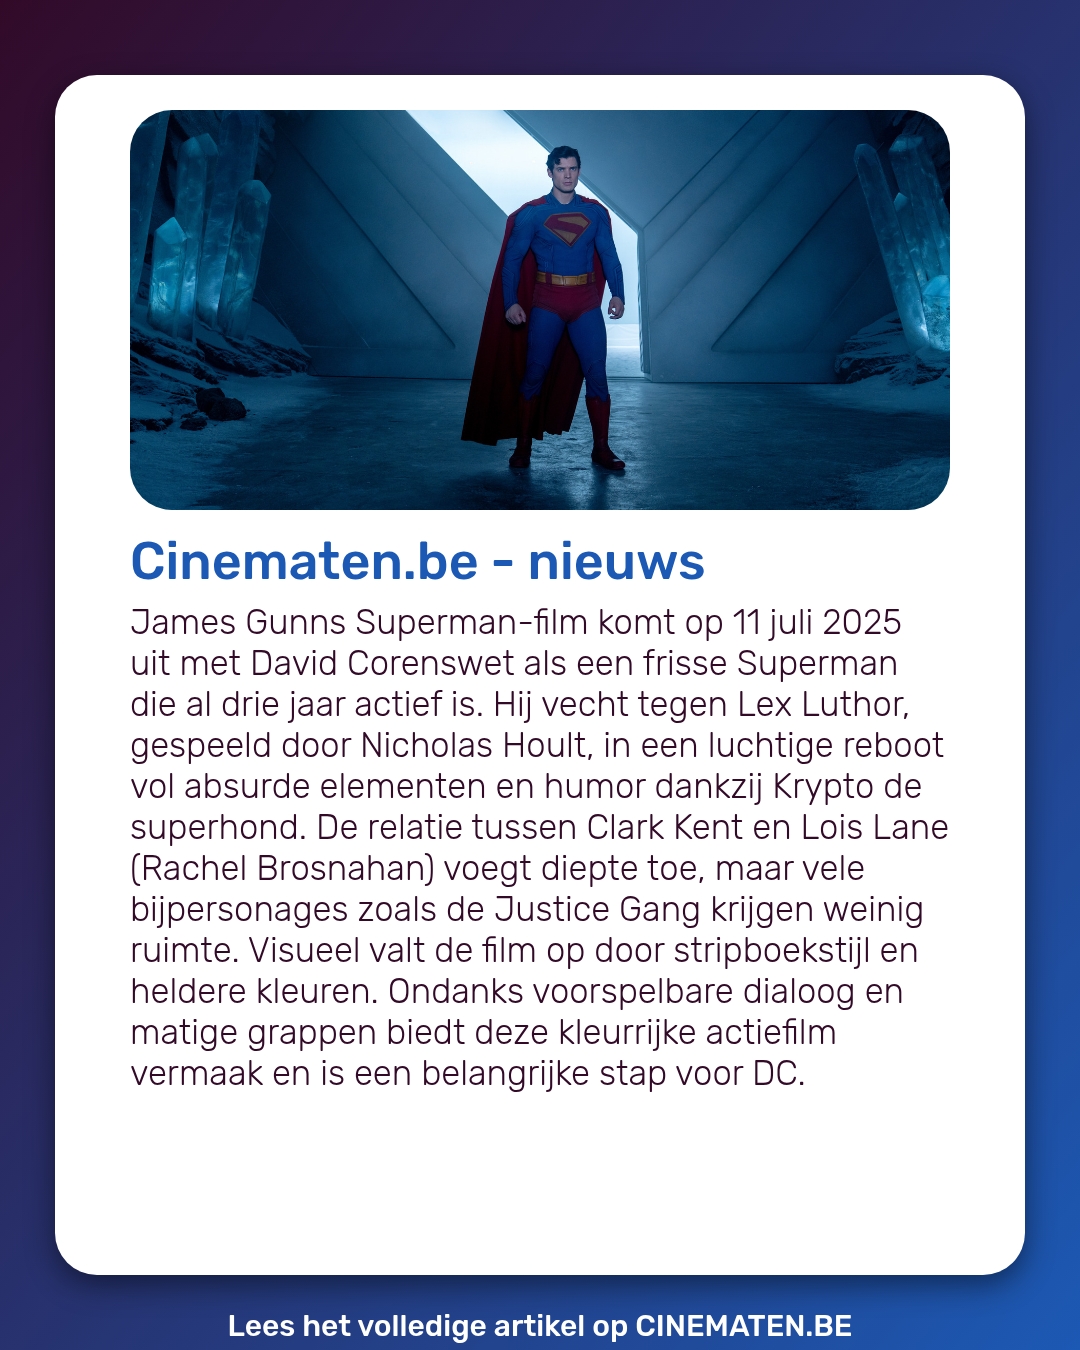 Cinematen.be - nieuws
James Gunns Superman-film komt op 11 juli 2025
uit met David Corenswet als een frisse Superman
die al drie jaar actief is. Hij vecht tegen Lex Luthor,
gespeeld door Nicholas Hoult, in een luchtige reboot
vol absurde elementen en humor dankzij Krypto de
superhond. De relatie tussen Clark Kent en Lois Lane
(Rachel Brosnahan) voegt diepte toe, maar vele
bijpersonages zoals de Justice Gang krijgen weinig
ruimte. Visueel valt de film op door stripboekstijl en
heldere kleuren. Ondanks voorspelbare dialoog en
matige grappen biedt deze kleurrijke actiefilm
vermaak en is een belangrijke stap voor DC.
Lees het volledige artikel op CINEMATEN.BE